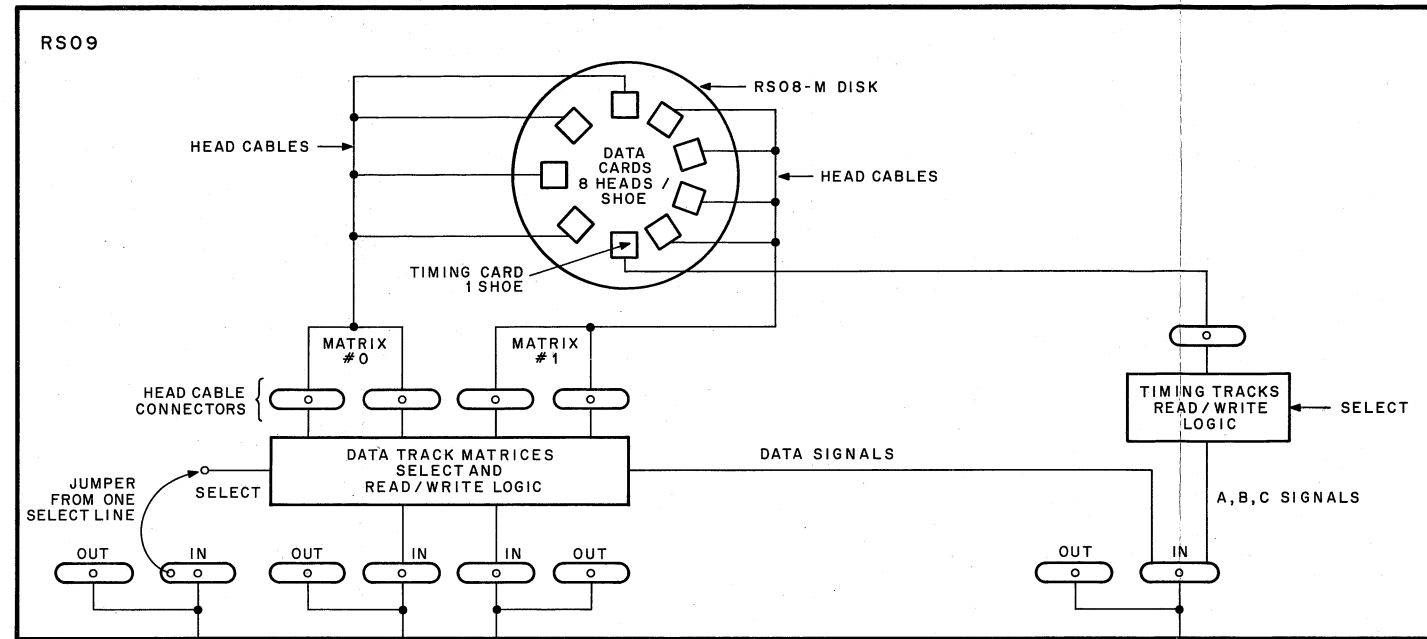 RS09
RS08-M DISK
HEAD CABLES
DATA
CARDS
8 HEADS /
SHOE
HEAD CABLES
TIMING CARD
1 SHOE
MATRIX
#0
MATRIX
#1
HEAD CABLE
CONNECTORS
TIMING TRACKS
READ/WRITE
LOGIC
SELECT
DATA TRACK MATRICES
SELECT AND
READ/WRITE LOGIC
DATA SIGNALS
SELECT
JUMPER
FROM ONE
SELECT LINE
A,B,C SIGNALS
OUT
IN
OUT
IN
IN
OUT
OUT
IN